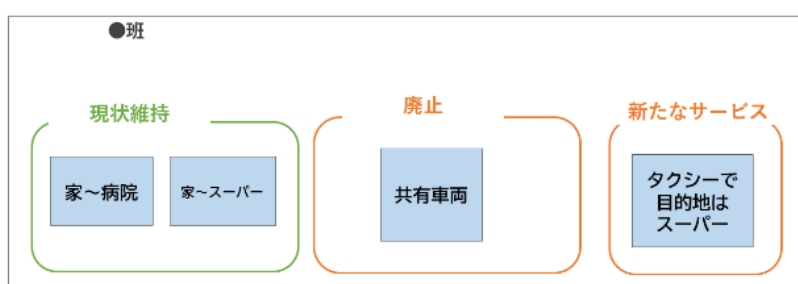 ●班
現状維持
廃止
新たなサービス
家～病院
家～スーパー
共有車両
タクシーで
目的地は
スーパー